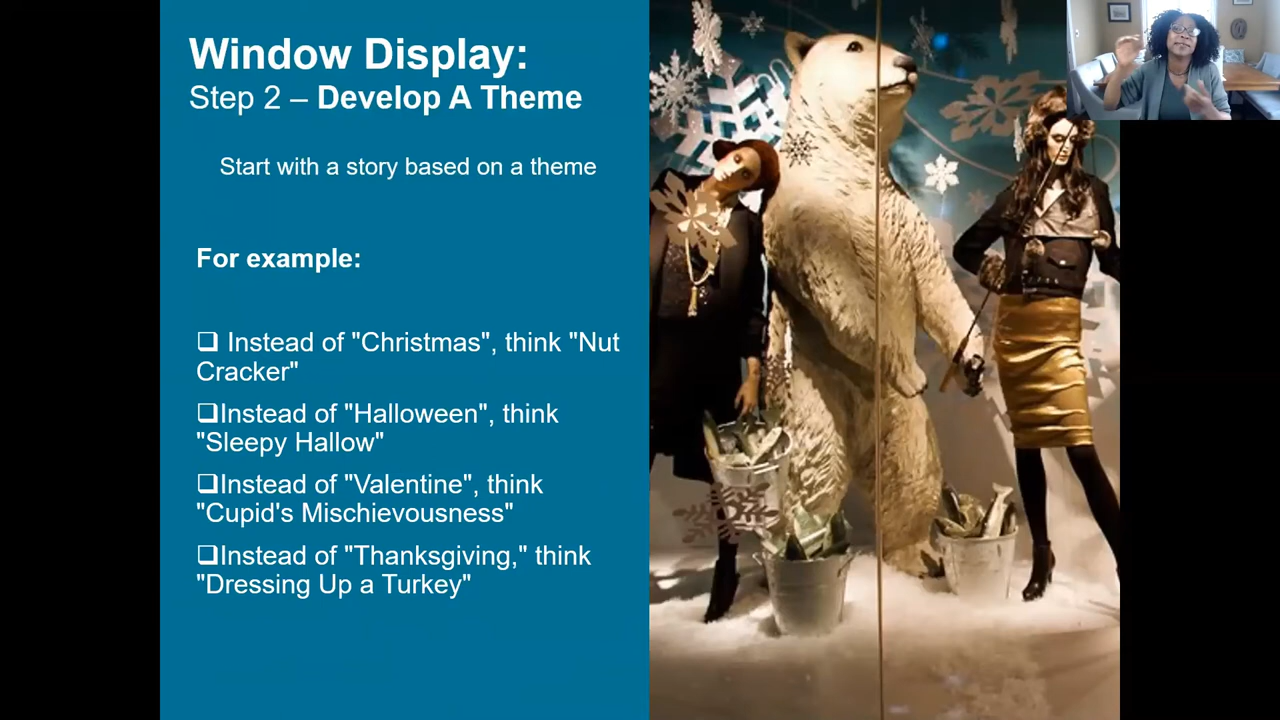 Window Display:
Step 2 – Develop A Theme
Start with a story based on a theme
For example:
❑ Instead of "Christmas", think "Nut
Cracker"
❑Instead of "Halloween", think
"Sleepy Hallow"
❑Instead of "Valentine", think
"Cupid's Mischievousness"
❑Instead of "Thanksgiving," think
"Dressing Up a Turkey"